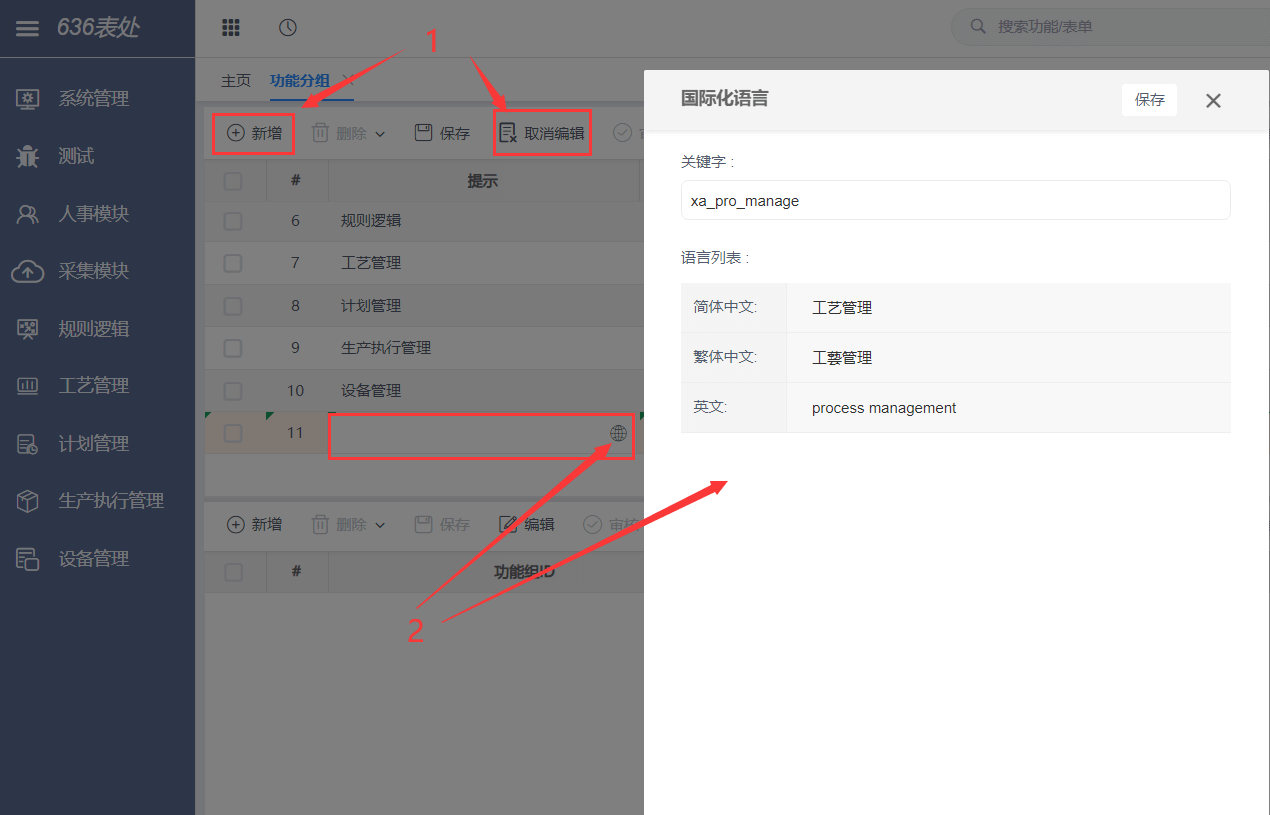 636表处
搜索功能/表单
1
主页
功能分组
系统管理
测试
人事模块
采集模块
规则逻辑
工艺管理
计划管理
生产执行管理
设备管理
新增
删除
保存
取消编辑
#
提示
6
规则逻辑
7
工艺管理
8
计划管理
9
生产执行管理
10
设备管理
11
新增
删除
保存
编辑
审核
#
功能组ID
2
国际化语言
保存
关键字 :
xa_pro_manage
语言列表 :
简体中文:
工艺管理
繁体中文:
工藝管理
英文:
process management